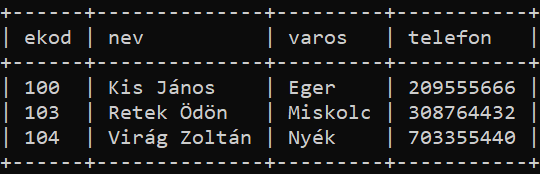 +------+--------------+---------+-----------+
| ekod | nev          | varos   | telefon   |
+------+--------------+---------+-----------+
| 100  | Kis János    | Eger    | 209555666 |
| 103  | Retek Ödön   | Miskolc | 308764432 |
| 104  | Virág Zoltán | Nyék    | 703355440 |
+------+--------------+---------+-----------+